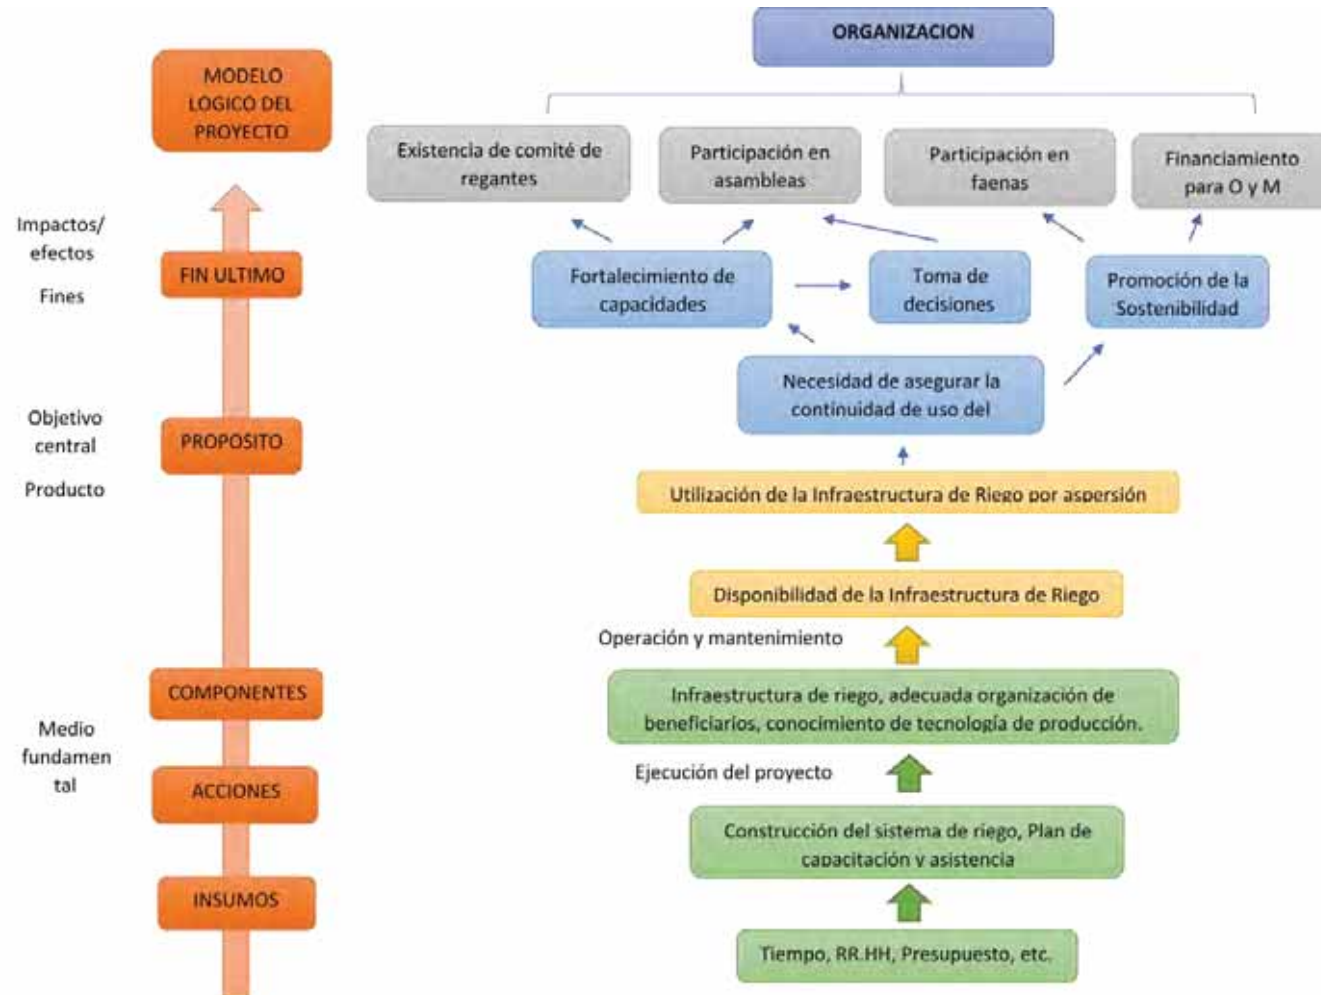 MODELO
LOGICO DEL
PROYECTO
Impactos/
efectos
Fines
FIN ULTIMO
Objetivo
central
Producto
PROPOSITO
COMPONENTES
Medio
fundamen
tal
ACCIONES
INSUMOS
ORGANIZACION
Existencia de comité de
regantes
Participación en
asambleas
Participación en
faenas
Financiamiento
para O y M
Fortalecimiento de
capacidades
Toma de
decisiones
Promoción de la
Sostenibilidad
Necesidad de asegurar la
continuidad de uso del
Utilización de la Infraestructura de Riego por aspersión
Disponibilidad de la Infraestructura de Riego
Operación y mantenimiento
Infraestructura de riego, adecuada organización de
beneficiarios, conocimiento de tecnología de producción.
Ejecución del proyecto
Construcción del sistema de riego, Plan de
capacitación y asistencia
Tiempo, RR.HH, Presupuesto, etc.